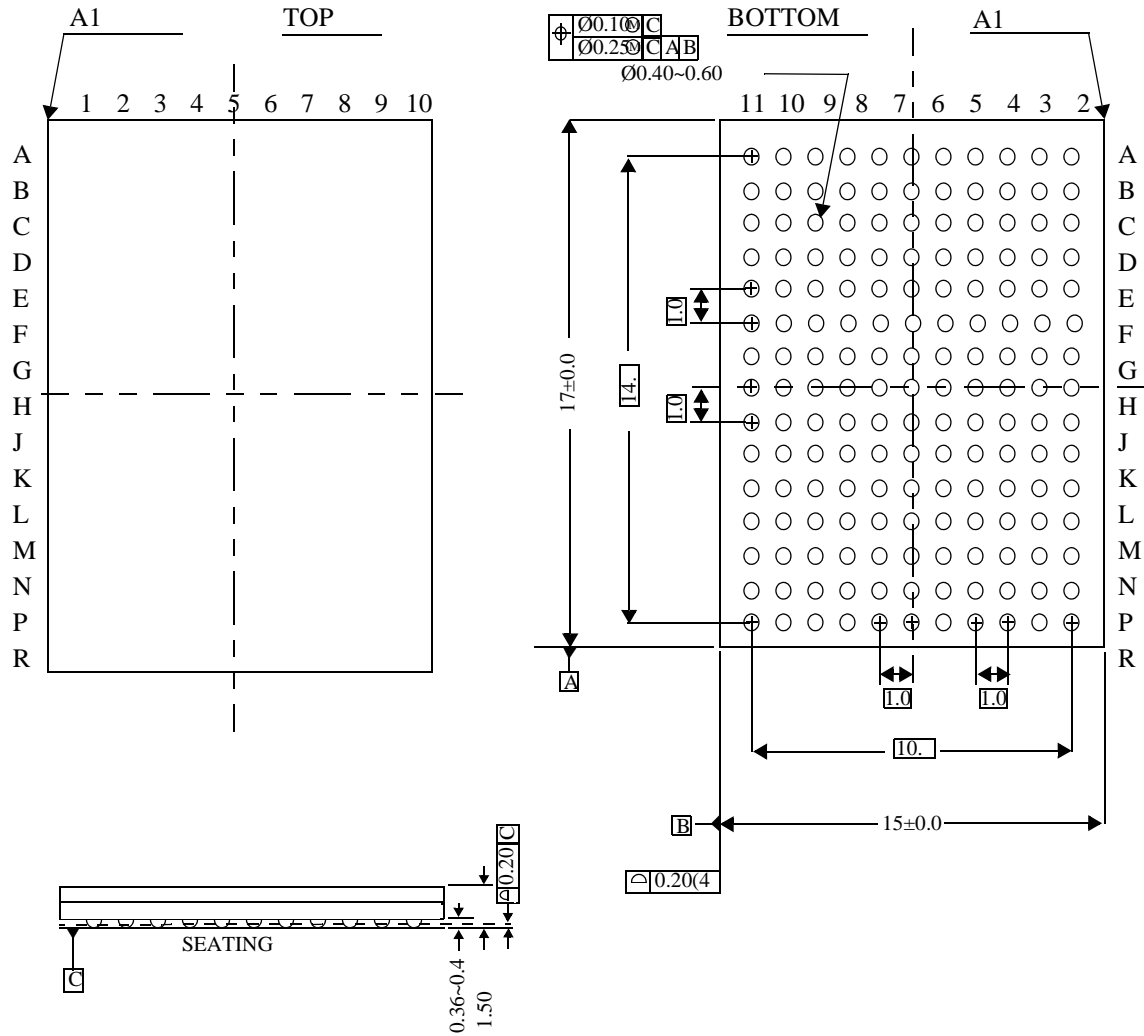 A1 TOP BOTTOM A1
Ø0.10Ⓜ C
Ø0.25Ⓜ C A B
Ø0.40~0.60
1 2 3 4 5 6 7 8 9 10
11 10 9 8 7 6 5 4 3 2
A
B
C
D
E
F
G
H
J
K
L
M
N
P
R
A
B
C
D
E
F
G
H
J
K
L
M
N
P
R
17±0.0
14.
1.0
1.0
A
1.0
1.0
10.
B
15±0.0
0.20(4
0.20 C
SEATING
C
0.36~0.4
1.50